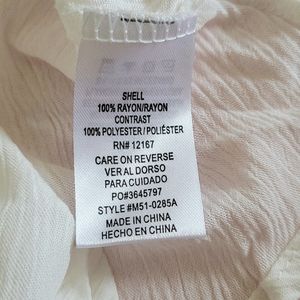 SHELL
100% RAYON/RAYON
CONTRAST
100% POLYESTER / POLIÉSTER
RN# 12167
CARE ON REVERSE
VER AL DORSO
PARA CUIDADO
PO#3645797
STYLE #M51-0285A
MADE IN CHINA
HECHO EN CHINA